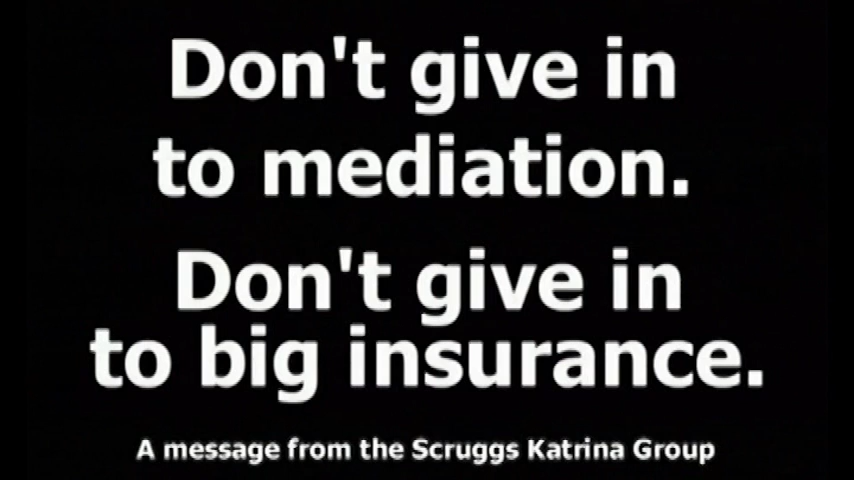 Don't give in
to mediation.
Don't give in
to big insurance.
A message from the Scruggs Katrina Group